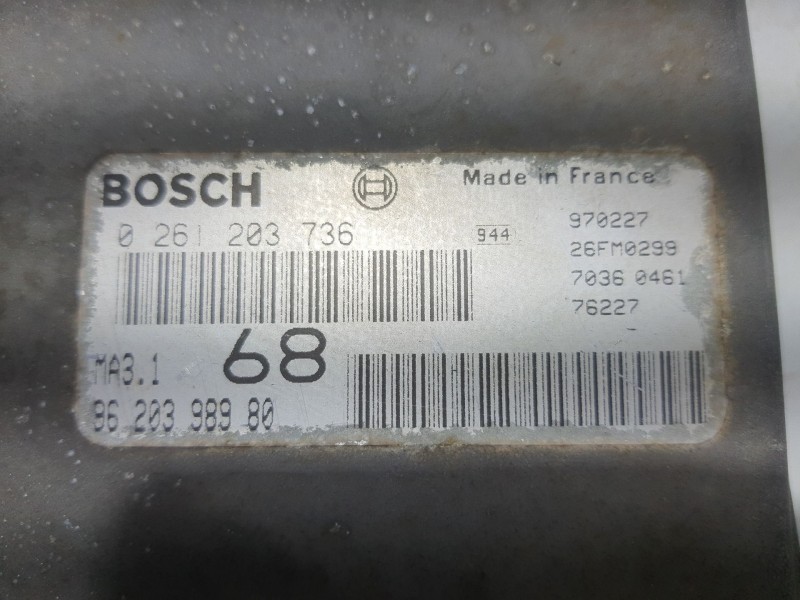 BOSCH
Made in France
0 261 203 736
944
970227
26FM0299
7036 0461
76227
MA3.1
68
96 203 989 80